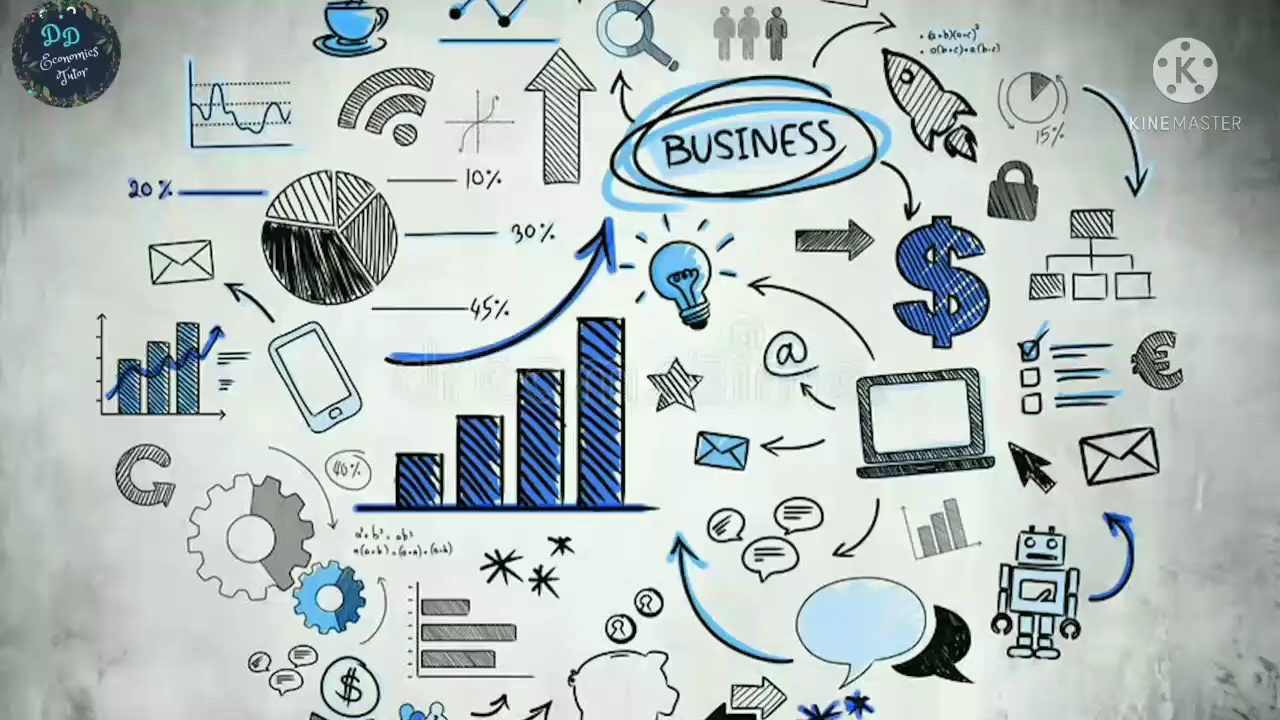 DD
Economics
Tutor
K
KINEMASTER
BUSINESS
15%
20%
10%
30%
45%
@
40%
$
€
$